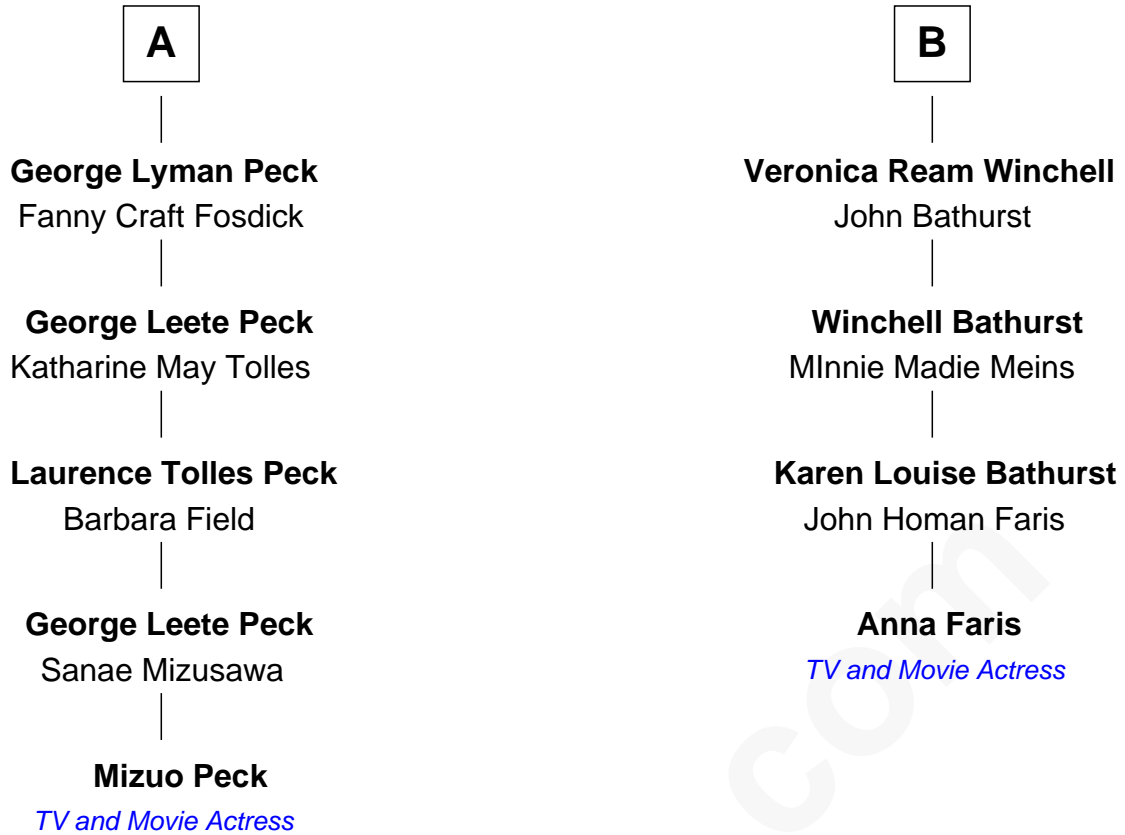 A
George Lyman Peck
Fanny Craft Fosdick
George Leete Peck
Katharine May Tolles
Laurence Tolles Peck
Barbara Field
George Leete Peck
Sanae Mizusawa
Mizuo Peck
TV and Movie Actress
B
Veronica Ream Winchell
John Bathurst
Winchell Bathurst
MInnie Madie Meins
Karen Louise Bathurst
John Homan Faris
Anna Faris
TV and Movie Actress
com